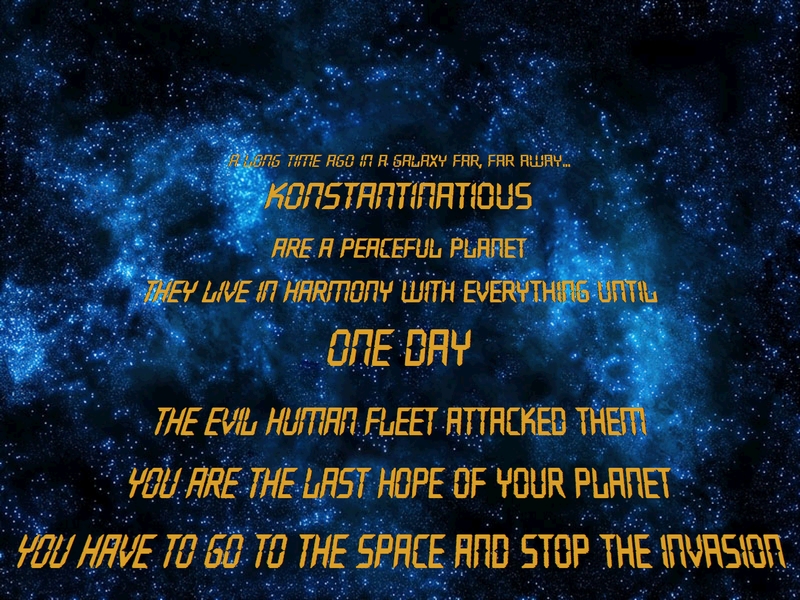 A LONG TIME AGO IN A GALAXY FAR, FAR AWAY...
KONSTANTINATIOUS
ARE A PEACEFUL PLANET
THEY LIVE IN HARMONY WITH EVERYTHING UNTIL
ONE DAY
THE EVIL HUMAN FLEET ATTACKED THEM
YOU ARE THE LAST HOPE OF YOUR PLANET
YOU HAVE TO GO TO THE SPACE AND STOP THE INVASION